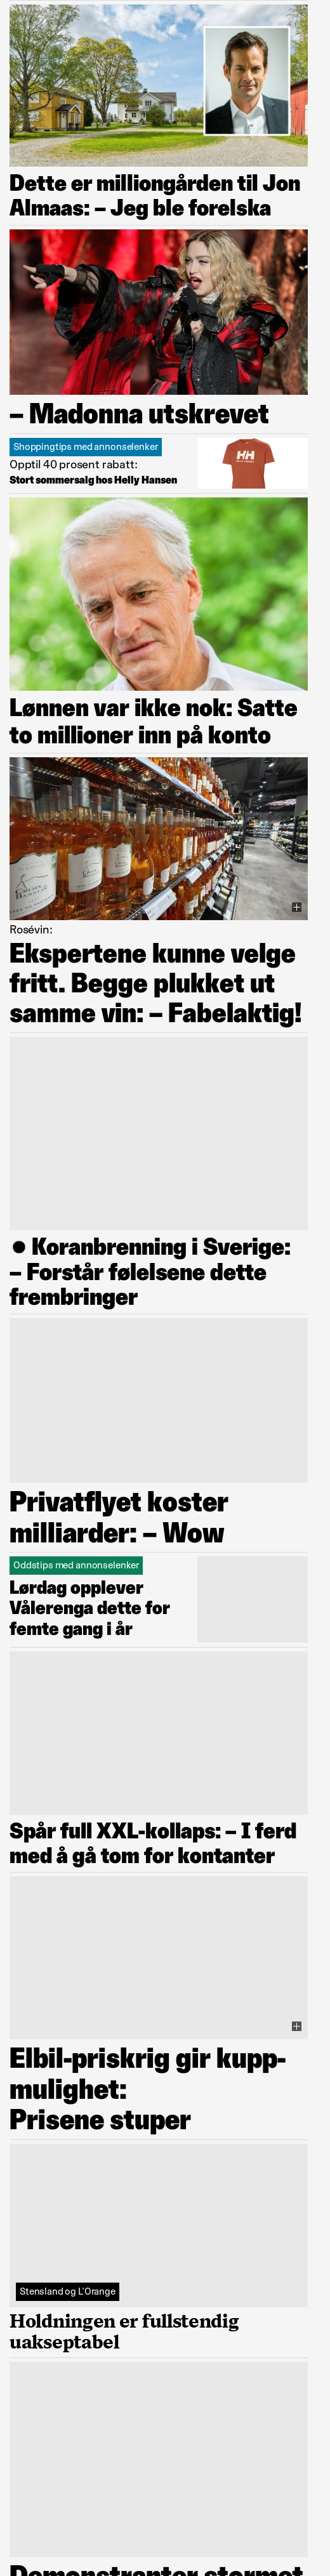 Dette er milliongården til Jon
Almaas: – Jeg ble forelska
– Madonna utskrevet
Shoppingtips med annonselenker
Opptil 40 prosent rabatt:
Stort sommersalg hos Helly Hansen
HH
Lønnen var ikke nok: Satte
to millioner inn på konto
Rosévin:
Ekspertene kunne velge
fritt. Begge plukket ut
samme vin: – Fabelaktig!
● Koranbrenning i Sverige:
– Forstår følelsene dette
frembringer
Privatflyet koster
milliarder: – Wow
Oddstips med annonselenker
Lørdag opplever
Vålerenga dette for
femte gang i år
Spår full XXL-kollaps: – I ferd
med å gå tom for kontanter
Elbil-priskrig gir kupp-
mulighet:
Prisene stuper
Stensland og L'Orange
Holdningen er fullstendig
uakseptabel
Demonstranter stormet